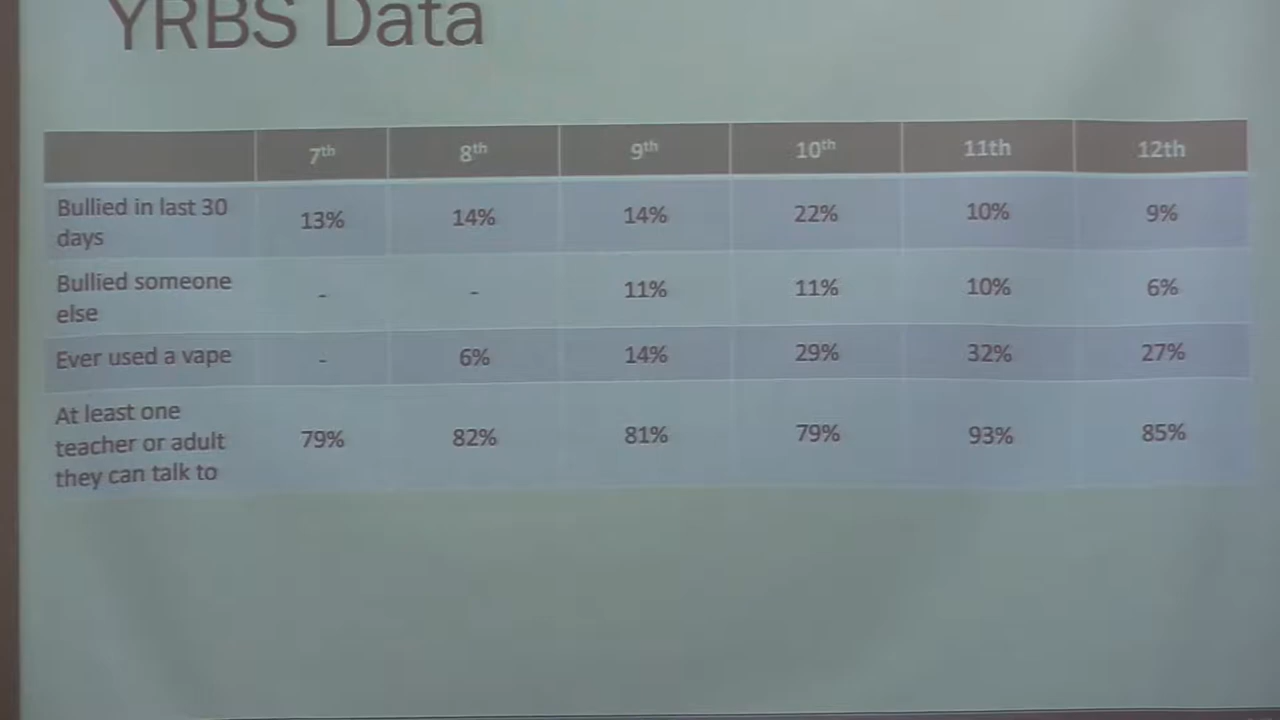 YRBS Data
7th 8th 9th 10th 11th 12th
Bullied in last 30
days
13% 14% 14% 22% 10% 9%
Bullied someone
else
- - 11% 11% 10% 6%
Ever used a vape - 6% 14% 29% 32% 27%
At least one
teacher or adult
they can talk to
79% 82% 81% 79% 93% 85%